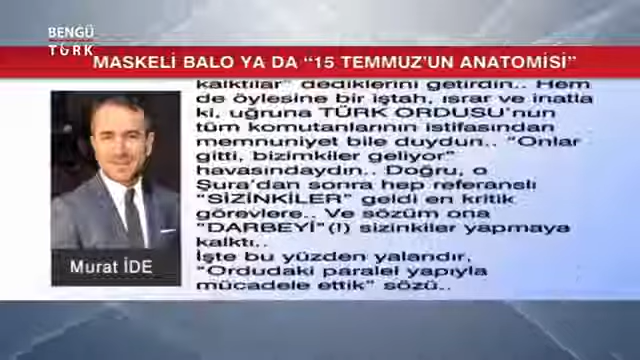 BENGÜ
TÜRK
MASKELİ BALO YA DA “15 TEMMUZ'UN ANATOMİSİ”
kalktılar” dediklerini getirdin.. Hem
de öylesine bir iştah, ısrar ve inatla
ki, uğruna TÜRK ORDUSU'nun
tüm komutanlarının istifasından
memnuniyet bile duydun.. “Onlar
gitti, bizimkiler geliyor”
havasındaydın.. Doğru, o
Şura'dan sonra hep referanslı
“SİZİNKİLER” geldi en kritik
görevlere.. Ve sözüm ona
“DARBEYİ”(!) sizinkiler yapmaya
kalktı..
İşte bu yüzden yalandır,
“Ordudaki paralel yapıyla
mücadele ettik” sözü..
Murat İDE